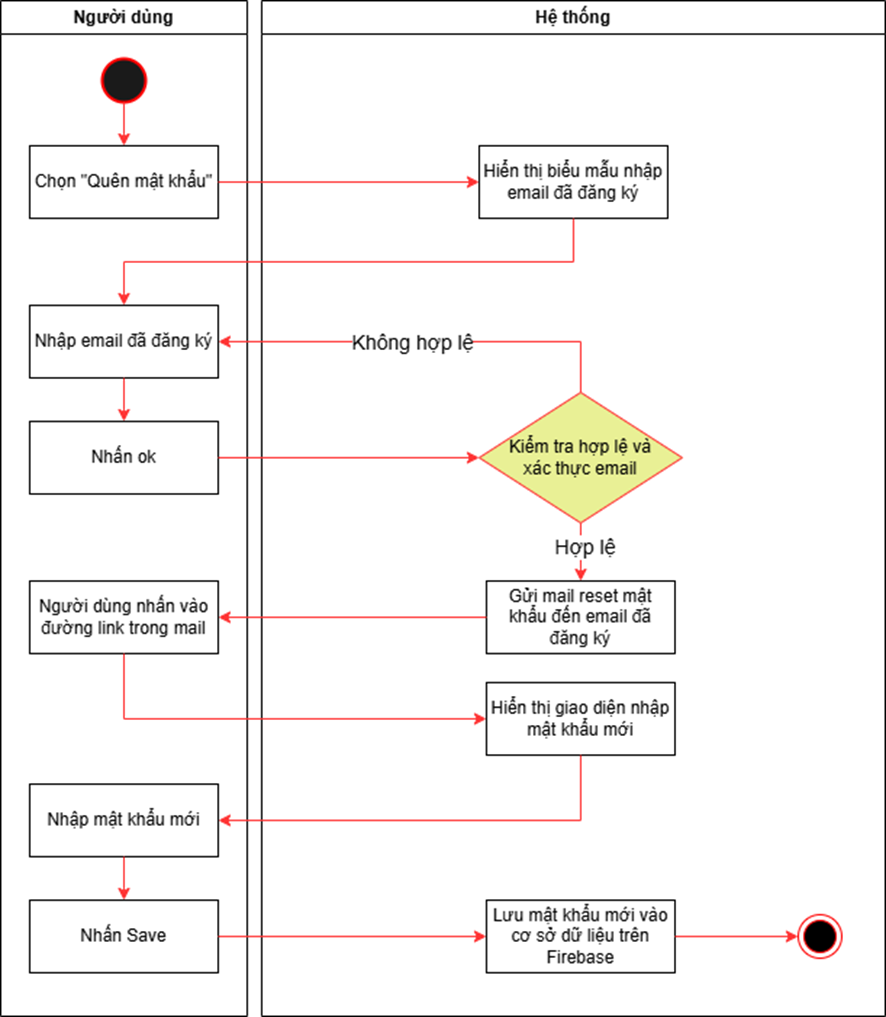 Người dùng
Hệ thống
Chọn "Quên mật khẩu"
Hiển thị biểu mẫu nhập
email đã đăng ký
Nhập email đã đăng ký
Không hợp lệ
Nhấn ok
Kiểm tra hợp lệ và
xác thực email
Hợp lệ
Người dùng nhấn vào
đường link trong mail
Gửi mail reset mật
khẩu đến email đã
đăng ký
Hiển thị giao diện nhập
mật khẩu mới
Nhập mật khẩu mới
Nhấn Save
Lưu mật khẩu mới vào
cơ sở dữ liệu trên
Firebase